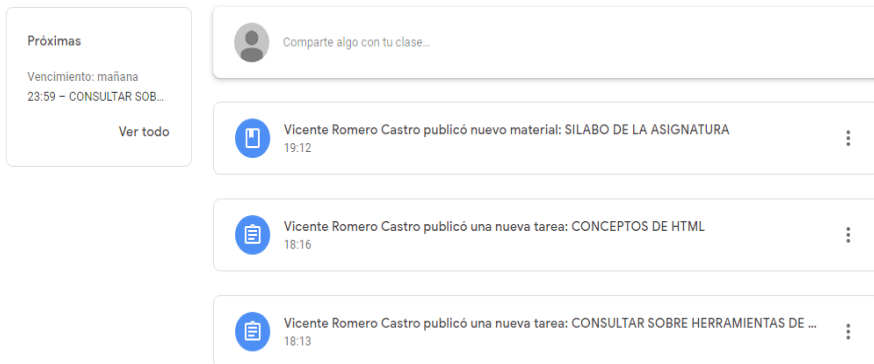 Próximas
Vencimiento: mañana
23:59 – CONSULTAR SOB...
Ver todo
Comparte algo con tu clase...
Vicente Romero Castro publicó nuevo material: SILABO DE LA ASIGNATURA
19:12
Vicente Romero Castro publicó una nueva tarea: CONCEPTOS DE HTML
18:16
Vicente Romero Castro publicó una nueva tarea: CONSULTAR SOBRE HERRAMIENTAS DE ...
18:13